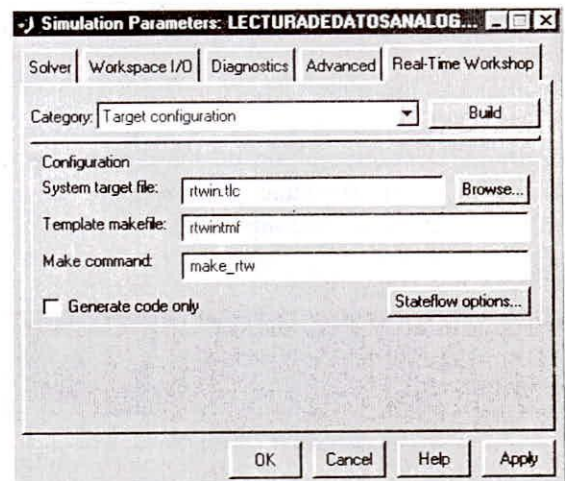 Simulation Parameters: LECTURADEDATOSANALOG...
Solver Workspace I/O Diagnostics Advanced Real-Time Workshop
Category: Target configuration Build
Configuration
System target file: rtwin.tlc Browse...
Template makefile: rtwintmf
Make command: make_rtw
Generate code only Stateflow options...
OK Cancel Help Apply